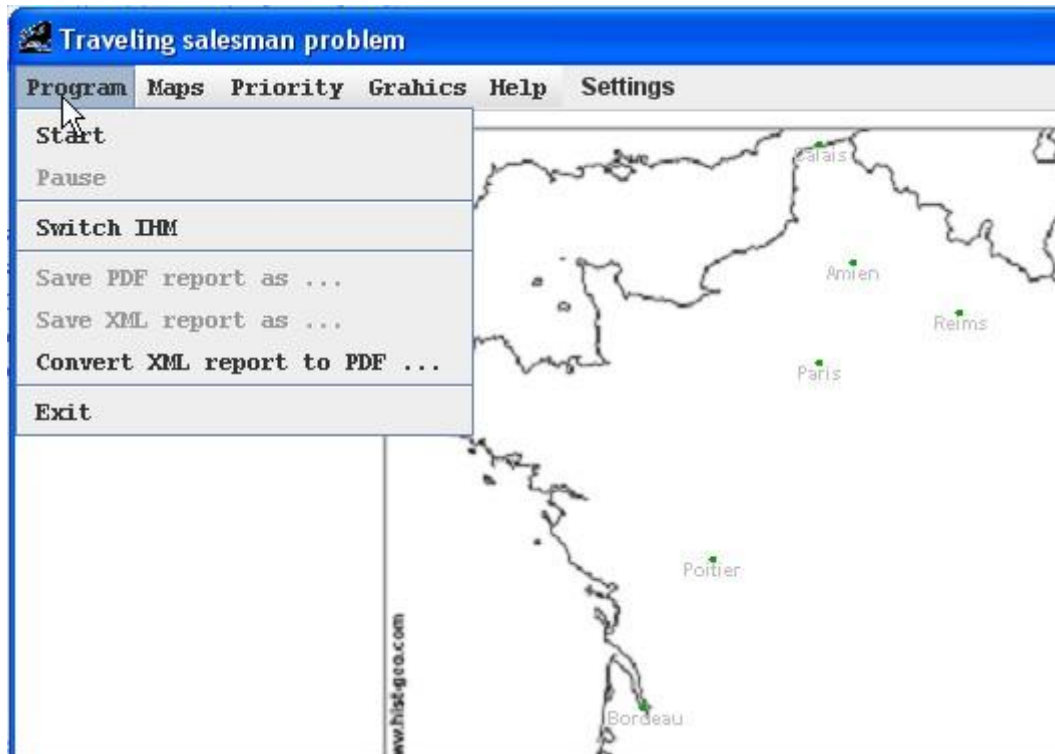 Traveling salesman problem
Program Maps Priority Grahics Help Settings
Start
Pause
Switch IHM
Save PDF report as ...
Save XML report as ...
Convert XML report to PDF ...
Exit
Calais
Amien
Reims
Paris
Poitier
Bordeau
ww.hist-geo.com